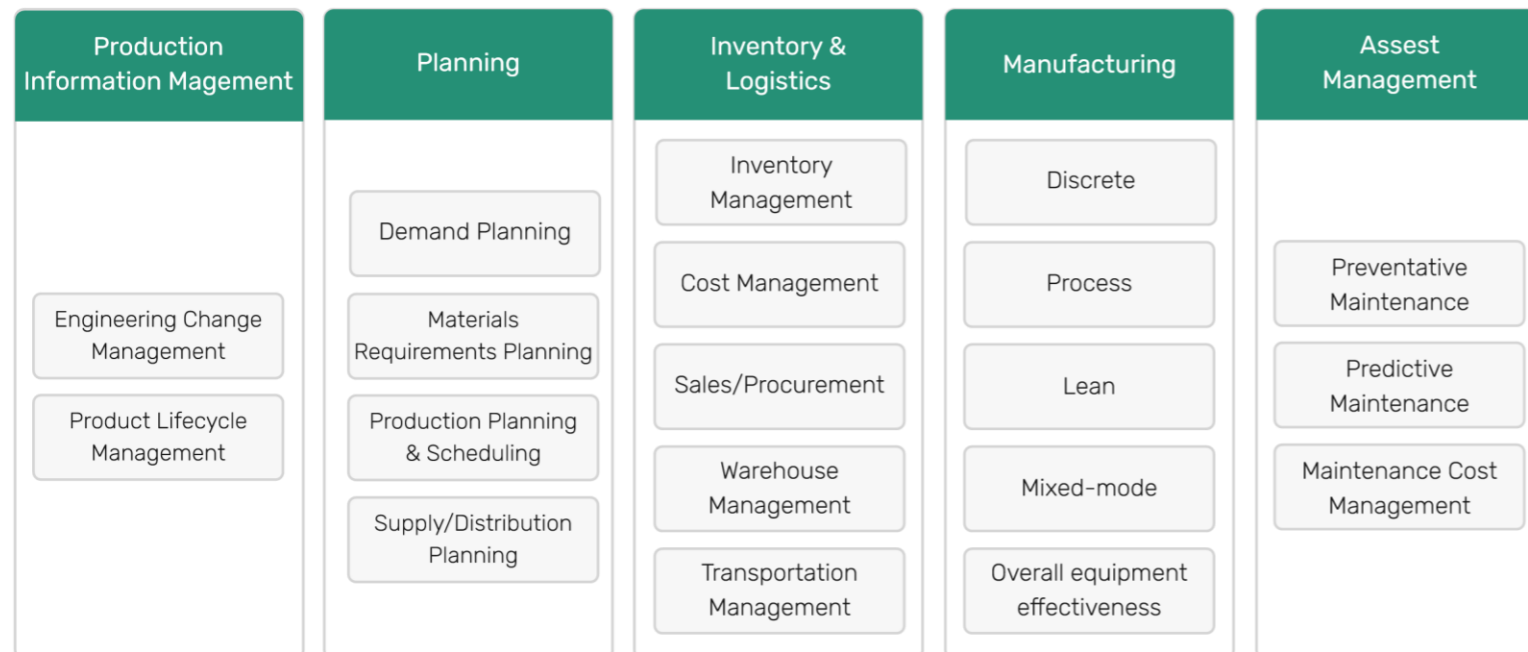 Production
Information Magement
Engineering Change
Management
Product Lifecycle
Management
Planning
Demand Planning
Materials
Requirements Planning
Production Planning
& Scheduling
Supply/Distribution
Planning
Inventory &
Logistics
Inventory
Management
Cost Management
Sales/Procurement
Warehouse
Management
Transportation
Management
Manufacturing
Discrete
Process
Lean
Mixed-mode
Overall equipment
effectiveness
Assest
Management
Preventative
Maintenance
Predictive
Maintenance
Maintenance Cost
Management